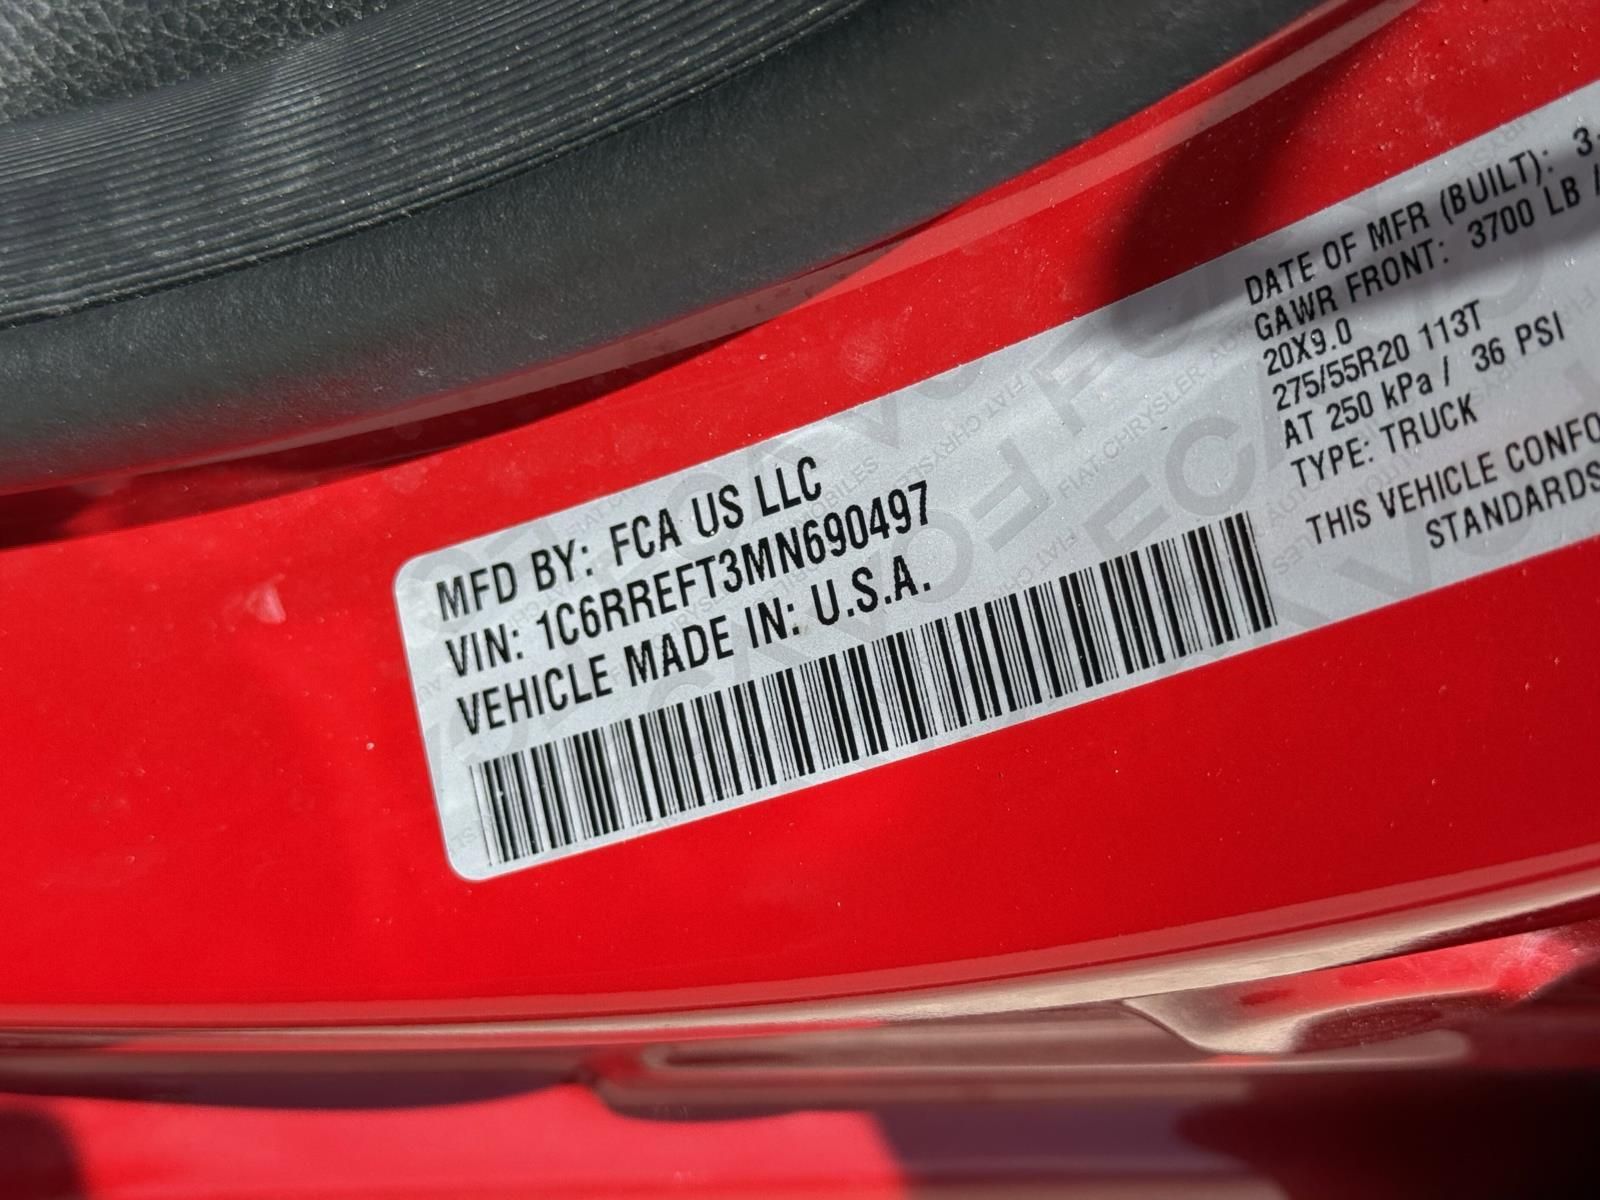 MFD BY: FCA US LLC
VIN: 1C6RREFT3MN690497
VEHICLE MADE IN: U.S.A.
DATE OF MFR (BUILT): 3
GAWR FRONT: 3700 LB /
20X9.0
275/55R20 113T
AT 250 kPa / 36 PSI
TYPE: TRUCK
THIS VEHICLE CONFO
STANDARDS